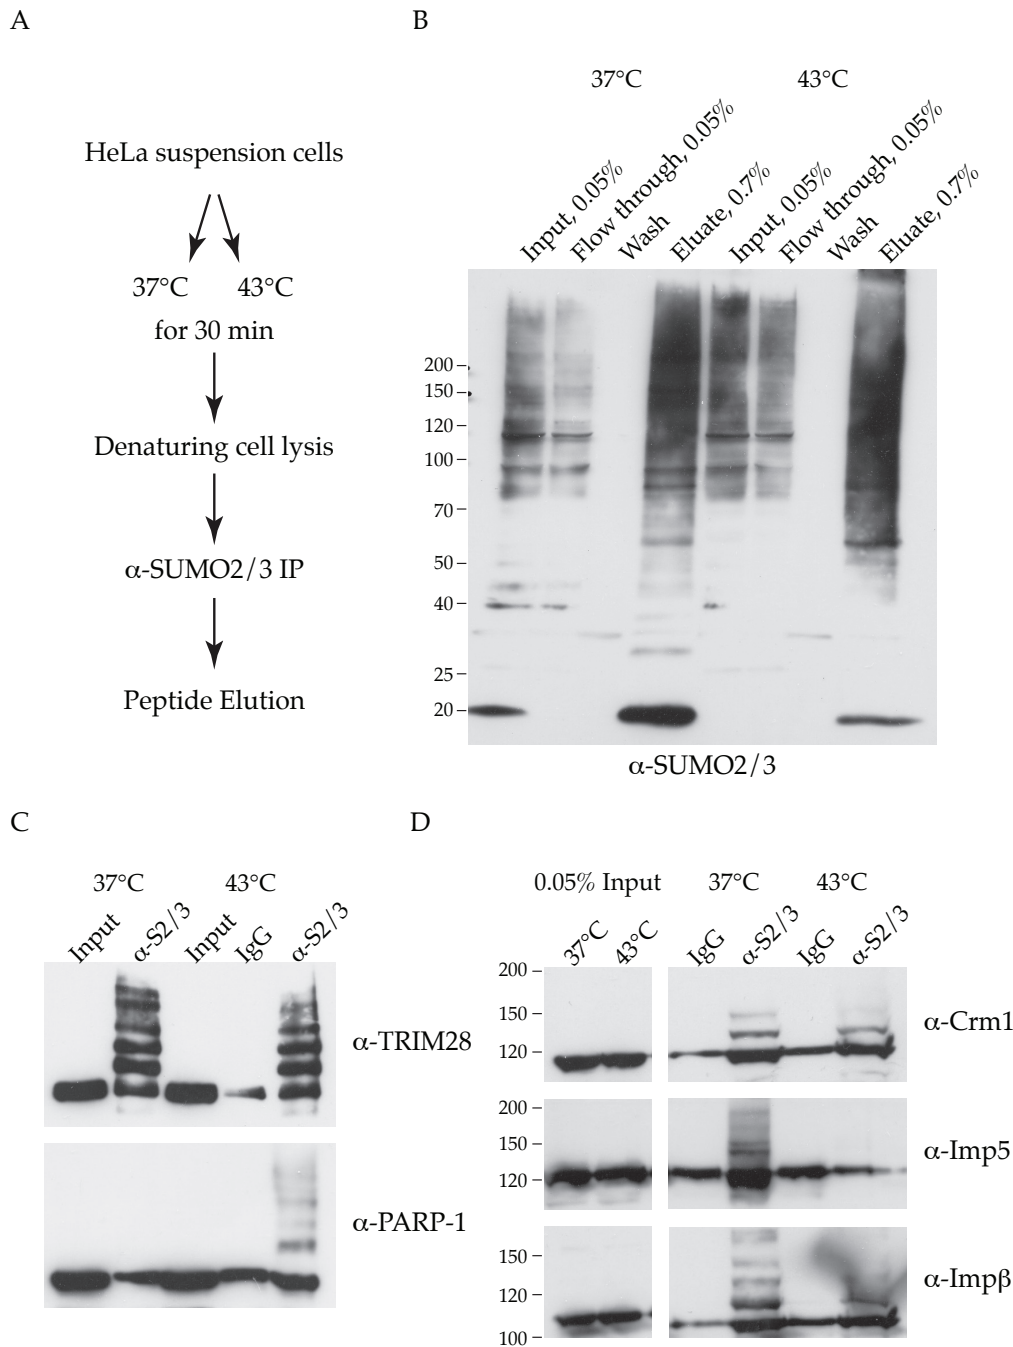 A
HeLa suspension cells
37°C 43°C
for 30 min
Denaturing cell lysis
α-SUMO2/3 IP
Peptide Elution
B
37°C 43°C
Input, 0.05%
Flow through, 0.05%
Wash
Eluate, 0.7%
Input, 0.05%
Flow through, 0.05%
Wash
Eluate, 0.7%
200
150
120
100
70
50
40
25
20
α-SUMO2/3
C
37°C 43°C
Input
α-S2/3
Input
IgG
α-S2/3
α-TRIM28
α-PARP-1
D
0.05% Input 37°C 43°C
37°C
43°C
IgG
α-S2/3
IgG
α-S2/3
200
150
120
α-Crm1
200
150
120
α-Imp5
150
120
100
α-Impβ